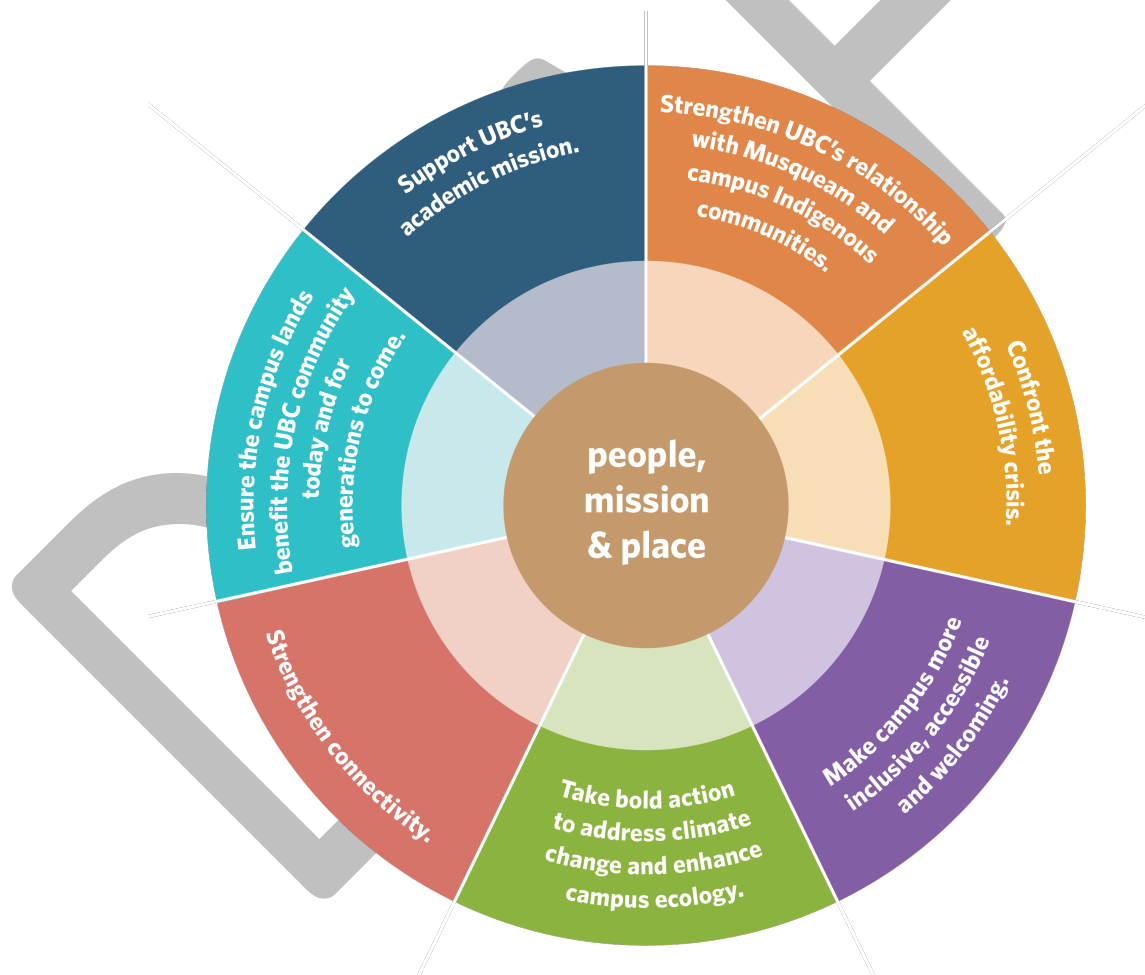 Support UBC's
academic mission.
Strengthen UBC's relationship
with Musqueam and
campus Indigenous
communities.
Confront the
affordability crisis.
Make campus more
inclusive, accessible
and welcoming.
Take bold action
to address climate
change and enhance
campus ecology.
Strengthen connectivity.
Ensure the campus lands
benefit the UBC community
today and for
generations to come.
people,
mission
& place